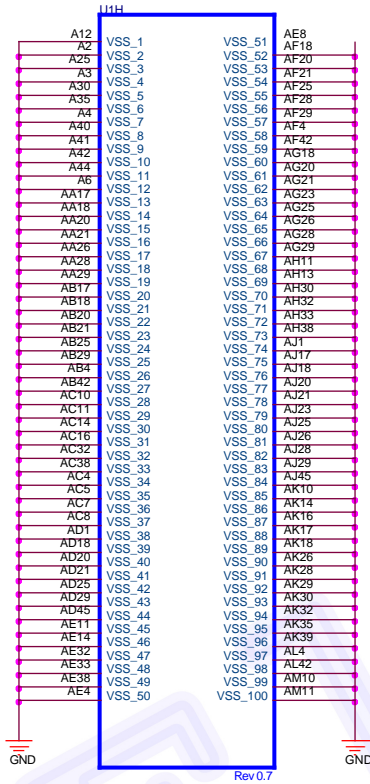 U1H
A12 VSS_1 VSS_51 AE8
A2 VSS_2 VSS_52 AF18
A25 VSS_3 VSS_53 AF20
A3 VSS_4 VSS_54 AF21
A30 VSS_5 VSS_55 AF25
A35 VSS_6 VSS_56 AF28
A4 VSS_7 VSS_57 AF29
A40 VSS_8 VSS_58 AF4
A41 VSS_9 VSS_59 AF42
A42 VSS_10 VSS_60 AG18
A44 VSS_11 VSS_61 AG20
A6 VSS_12 VSS_62 AG21
AA17 VSS_13 VSS_63 AG23
AA18 VSS_14 VSS_64 AG25
AA20 VSS_15 VSS_65 AG26
AA21 VSS_16 VSS_66 AG28
AA26 VSS_17 VSS_67 AG29
AA28 VSS_18 VSS_68 AH11
AA29 VSS_19 VSS_69 AH13
AB17 VSS_20 VSS_70 AH30
AB18 VSS_21 VSS_71 AH32
AB20 VSS_22 VSS_72 AH33
AB21 VSS_23 VSS_73 AH38
AB25 VSS_24 VSS_74 AJ1
AB29 VSS_25 VSS_75 AJ17
AB4 VSS_26 VSS_76 AJ18
AB42 VSS_27 VSS_77 AJ20
AC10 VSS_28 VSS_78 AJ21
AC11 VSS_29 VSS_79 AJ23
AC14 VSS_30 VSS_80 AJ25
AC16 VSS_31 VSS_81 AJ26
AC32 VSS_32 VSS_82 AJ28
AC38 VSS_33 VSS_83 AJ29
AC4 VSS_34 VSS_84 AJ45
AC5 VSS_35 VSS_85 AK10
AC7 VSS_36 VSS_86 AK14
AC8 VSS_37 VSS_87 AK16
AD1 VSS_38 VSS_88 AK17
AD18 VSS_39 VSS_89 AK18
AD20 VSS_40 VSS_90 AK26
AD21 VSS_41 VSS_91 AK28
AD25 VSS_42 VSS_92 AK29
AD29 VSS_43 VSS_93 AK30
AD45 VSS_44 VSS_94 AK32
AE11 VSS_45 VSS_95 AK35
AE14 VSS_46 VSS_96 AK39
AE32 VSS_47 VSS_97 AL4
AE33 VSS_48 VSS_98 AL42
AE38 VSS_49 VSS_99 AM10
AE4 VSS_50 VSS_100 AM11
GND GND
Rev 0.7